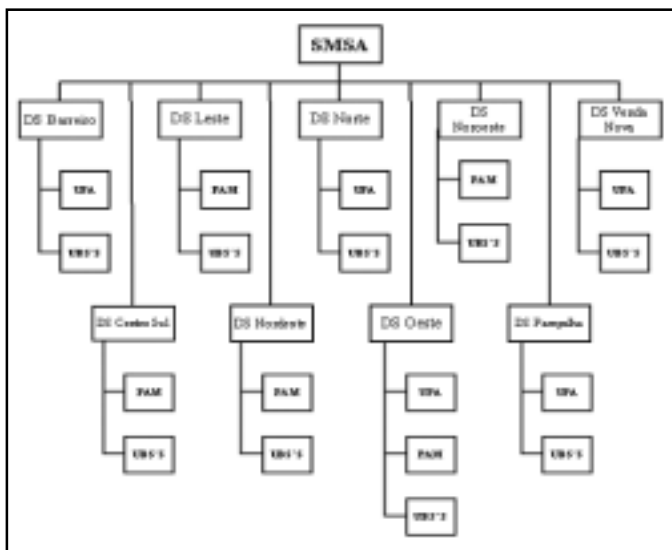 SMSA
DS Barreiro
DS Leste
DS Norte
DS
Noroeste
DS Venda
Nova
UPA
PAM
UPA
PAM
UPA
UBS'S
UBS'S
UBS'S
UBS'S
UBS'S
DS Centro Sul
DS Nordeste
DS Oeste
DS Pampulha
PAM
PAM
UPA
UPA
UBS'S
UBS'S
PAM
UBS'S
UBS'S